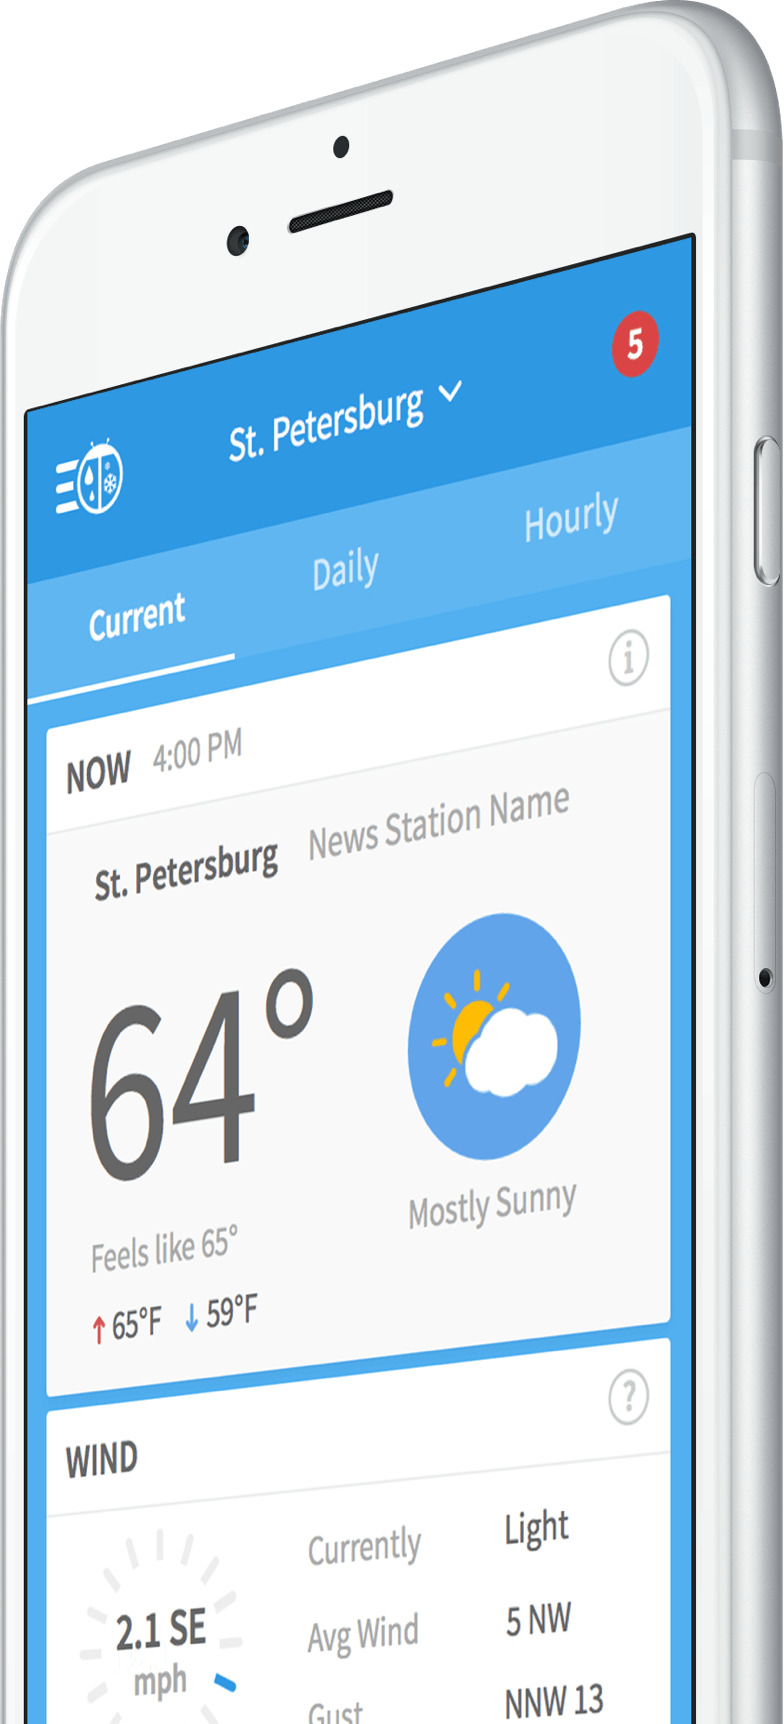 St. Petersburg
5
Current Daily Hourly
i
NOW 4:00 PM
St. Petersburg News Station Name
64°
Mostly Sunny
Feels like 65°
↑ 65°F ↓ 59°F
WIND
?
2.1 SE
mph
Currently Light
Avg Wind 5 NW
Gust NNW 13